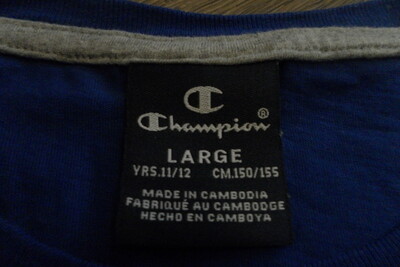 Champion®
LARGE
YRS.11/12 CM.150/155
MADE IN CAMBODIA
FABRIQUÉ AU CAMBODGE
HECHO EN CAMBOYA